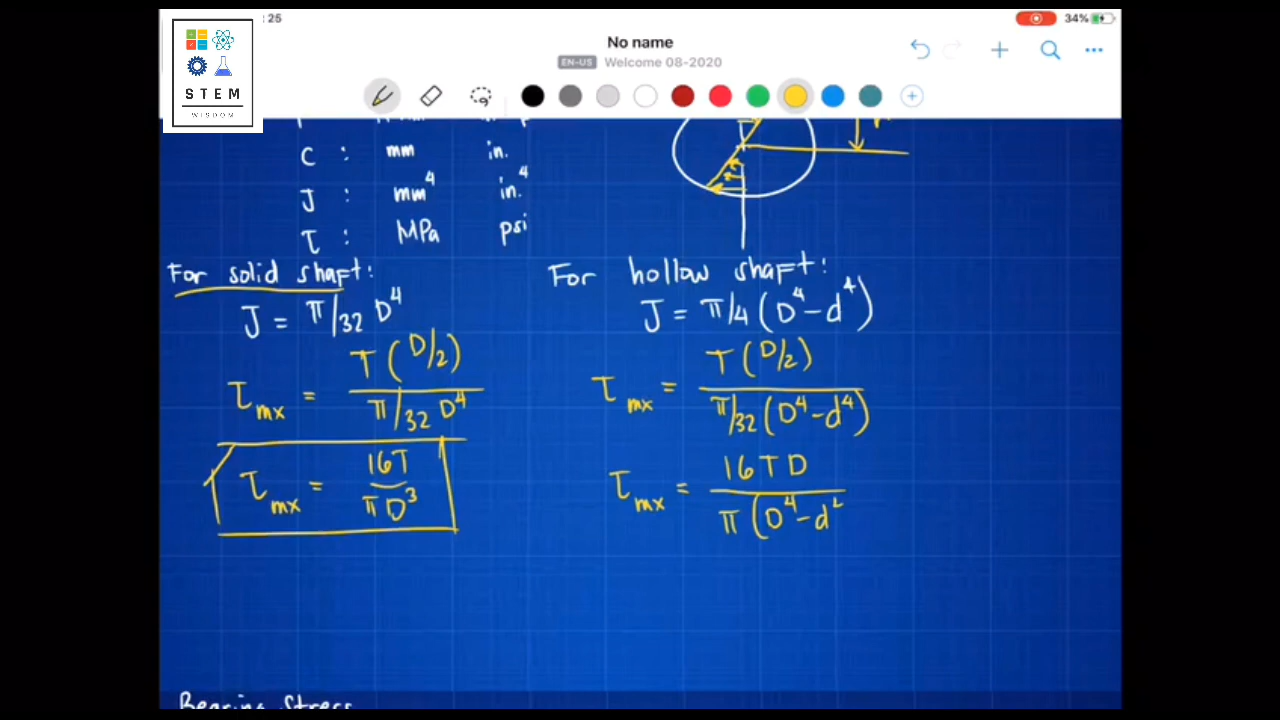 :25
34%
STEM
WISDOM
No name
EN-US Welcome 08-2020
C : mm in.
J : mm⁴ in.⁴
τ : MPa psi
For solid shaft:
J = π/32 D⁴
τmx = T(D/2) / π/32 D⁴
τmx = 16T / πD³
For hollow shaft:
J = π/4 (D⁴-d⁴)
τmx = T(D/2) / π/32 (D⁴-d⁴)
τmx = 16TD / π(D⁴-d
Bearing Stress